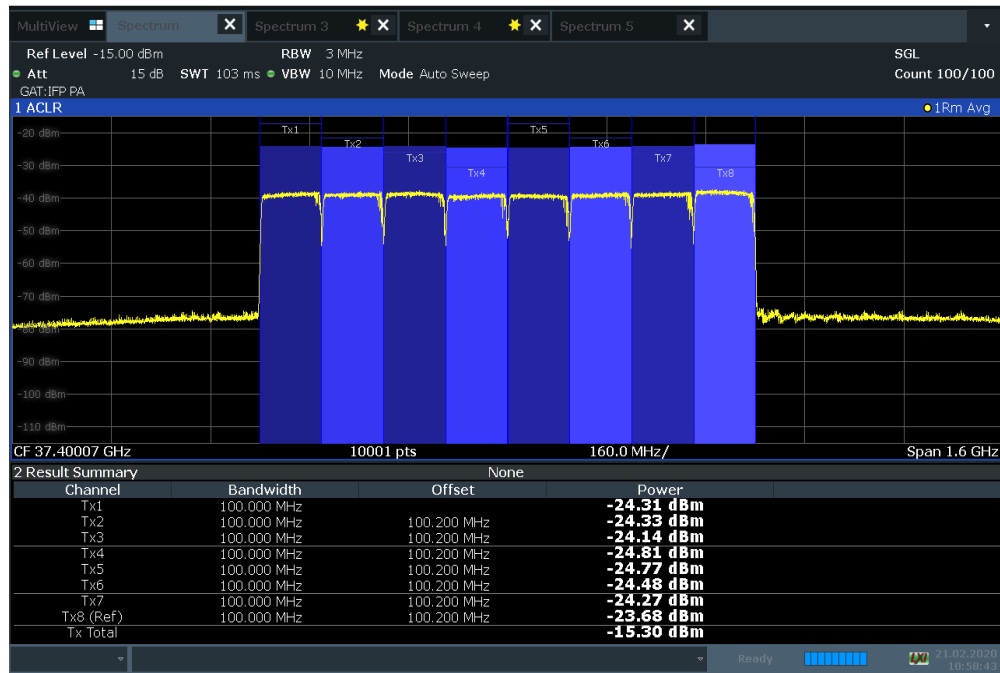 MultiView Spectrum X Spectrum 3 X Spectrum 4 X Spectrum 5 X
Ref Level -15.00 dBm RBW 3 MHz SGL
Att 15 dB SWT 103 ms VBW 10 MHz Mode Auto Sweep Count 100/100
GAT:IFP PA
1 ACLR 1Rm Avg
-20 dBm
Tx1 Tx5
Tx2 Tx6
Tx3 Tx7
-30 dBm
Tx4 Tx8
-40 dBm
-50 dBm
-60 dBm
-70 dBm
-80 dBm
-90 dBm
-100 dBm
-110 dBm
CF 37.40007 GHz 10001 pts 160.0 MHz/ Span 1.6 GHz
2 Result Summary None
Channel Bandwidth Offset Power
Tx1 100.000 MHz -24.31 dBm
Tx2 100.000 MHz 100.200 MHz -24.33 dBm
Tx3 100.000 MHz 100.200 MHz -24.14 dBm
Tx4 100.000 MHz 100.200 MHz -24.81 dBm
Tx5 100.000 MHz 100.200 MHz -24.77 dBm
Tx6 100.000 MHz 100.200 MHz -24.48 dBm
Tx7 100.000 MHz 100.200 MHz -24.27 dBm
Tx8 (Ref) 100.000 MHz 100.200 MHz -23.68 dBm
Tx Total -15.30 dBm
Ready LXI 21.02.2020
10:58:43